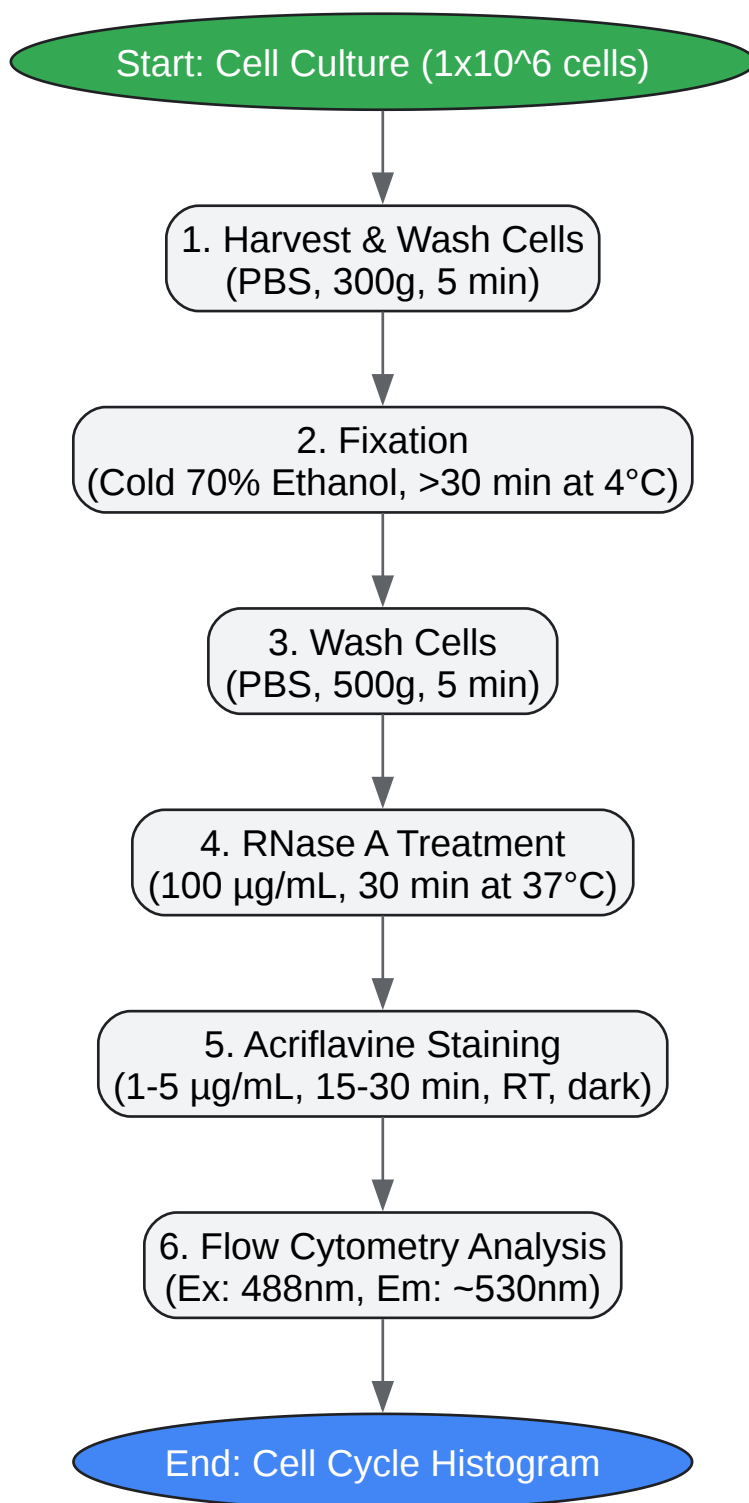 Start: Cell Culture (1x10^6 cells)
1. Harvest & Wash Cells
(PBS, 300g, 5 min)
2. Fixation
(Cold 70% Ethanol, >30 min at 4°C)
3. Wash Cells
(PBS, 500g, 5 min)
4. RNase A Treatment
(100 µg/mL, 30 min at 37°C)
5. Acriflavine Staining
(1-5 µg/mL, 15-30 min, RT, dark)
6. Flow Cytometry Analysis
(Ex: 488nm, Em: ~530nm)
End: Cell Cycle Histogram